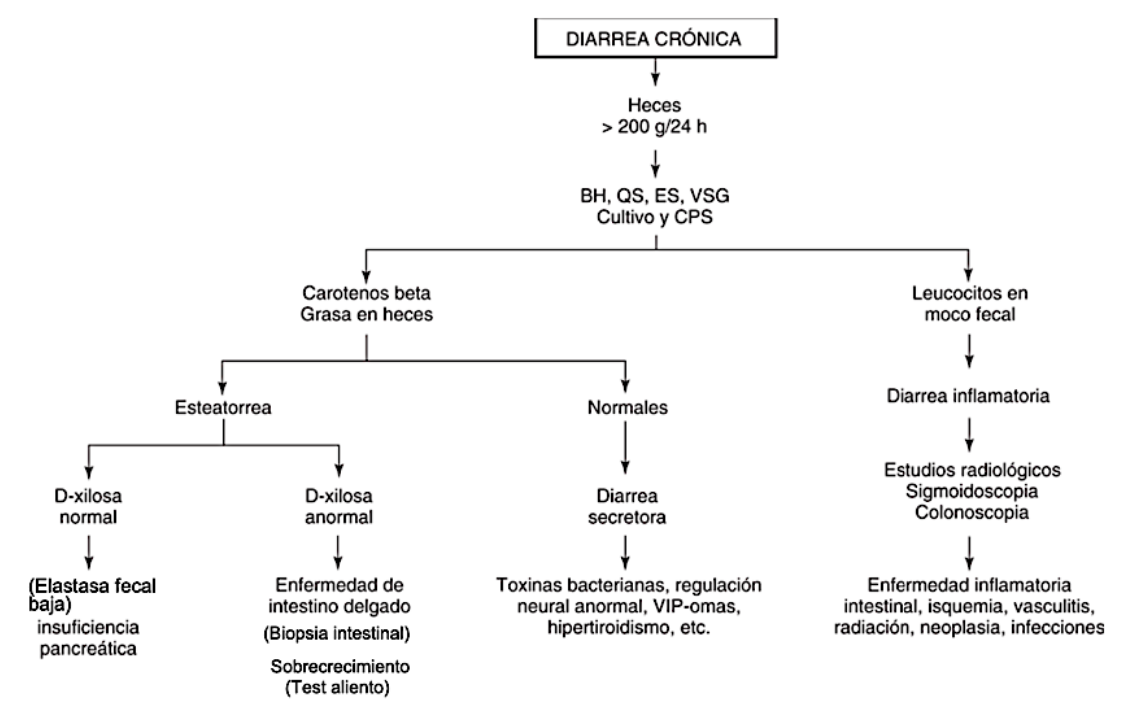 DIARREA CRÓNICA
Heces
> 200 g/24 h
BH, QS, ES, VSG
Cultivo y CPS
Carotenos beta
Grasa en heces
Leucocitos en
moco fecal
Esteatorrea
Normales
Diarrea inflamatoria
D-xilosa
normal
D-xilosa
anormal
Diarrea
secretora
Estudios radiológicos
Sigmoidoscopia
Colonoscopia
(Elastasa fecal
baja)
insuficiencia
pancreática
Enfermedad de
intestino delgado
(Biopsia intestinal)
Sobrecrecimiento
(Test aliento)
Toxinas bacterianas, regulación
neural anormal, VIP-omas,
hipertiroidismo, etc.
Enfermedad inflamatoria
intestinal, isquemia, vasculitis,
radiación, neoplasia, infecciones